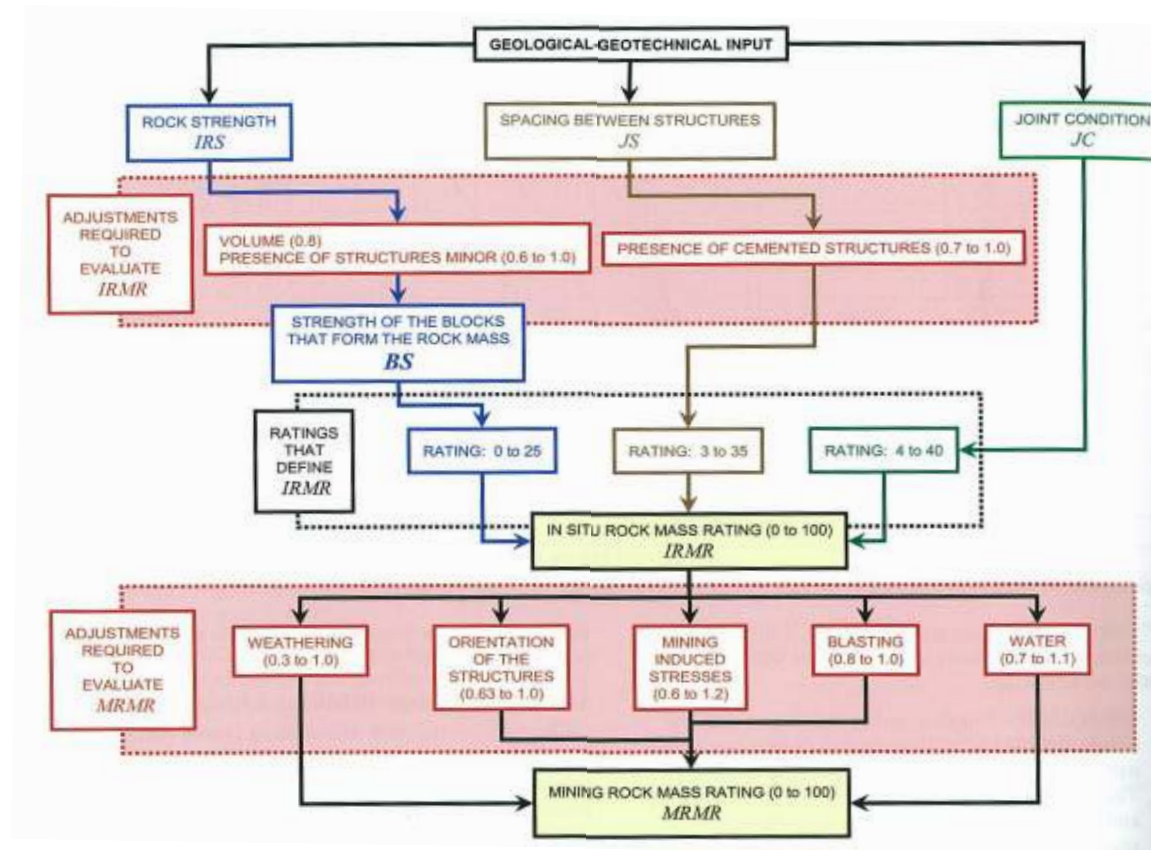 GEOLOGICAL-GEOTECHNICAL INPUT
ROCK STRENGTH
IRS
SPACING BETWEEN STRUCTURES
JS
JOINT CONDITION
JC
ADJUSTMENTS
REQUIRED
TO
EVALUATE
IRMR
VOLUME (0.8)
PRESENCE OF STRUCTURES MINOR (0.6 to 1.0)
PRESENCE OF CEMENTED STRUCTURES (0.7 to 1.0)
STRENGTH OF THE BLOCKS
THAT FORM THE ROCK MASS
BS
RATINGS
THAT
DEFINE
IRMR
RATING: 0 to 25
RATING: 3 to 35
RATING: 4 to 40
IN SITU ROCK MASS RATING (0 to 100)
IRMR
ADJUSTMENTS
REQUIRED
TO
EVALUATE
MRMR
WEATHERING
(0.3 to 1.0)
ORIENTATION
OF THE
STRUCTURES
(0.63 to 1.0)
MINING
INDUCED
STRESSES
(0.6 to 1.2)
BLASTING
(0.8 to 1.0)
WATER
(0.7 to 1.1)
MINING ROCK MASS RATING (0 to 100)
MRMR